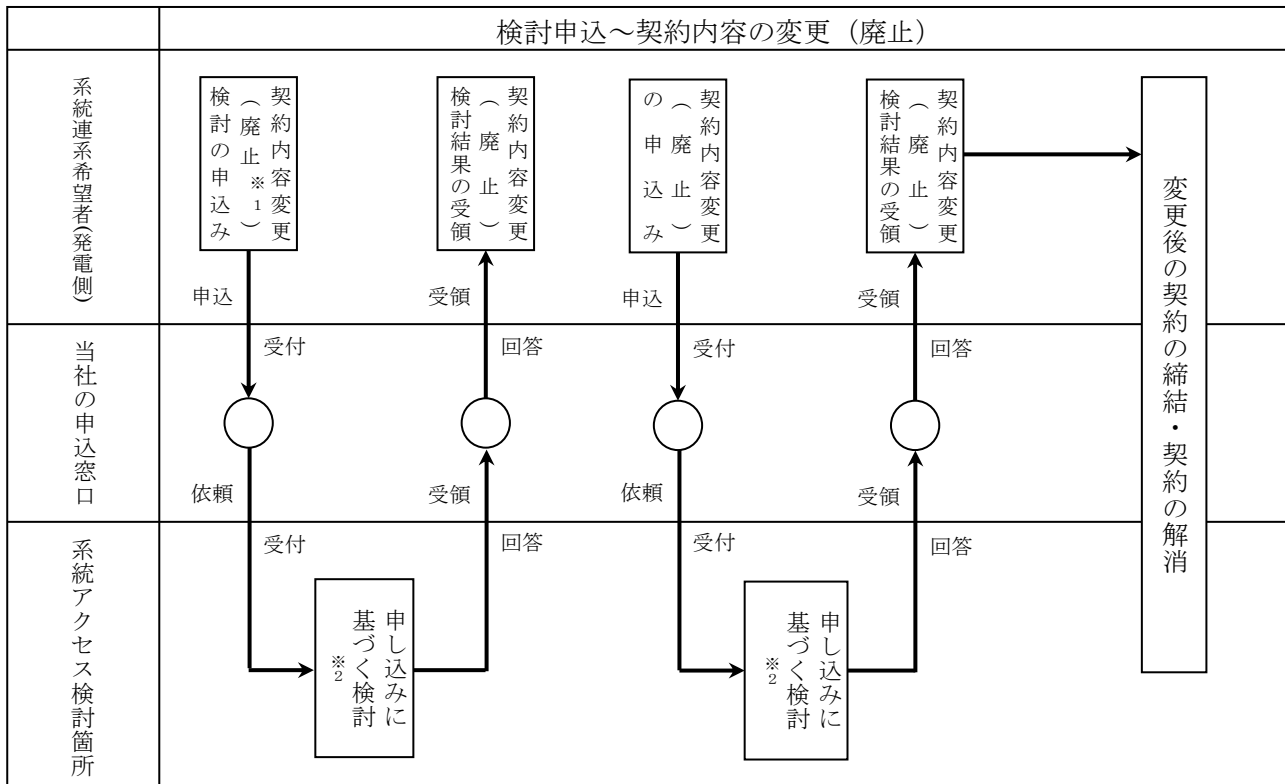 検討申込～契約内容の変更（廃止）
系統連系希望者(発電側)
契約内容変更
（廃止※1）
検討の申込み
契約内容変更
（廃止）
検討結果の受領
契約内容変更
（廃止）
の申込み
契約内容変更
（廃止）
検討結果の受領
変更後の契約の締結・契約の解消
申込
受領
申込
受領
当社の申込窓口
受付
回答
受付
回答
依頼
受領
依頼
受領
系統アクセス検討箇所
受付
回答
受付
回答
申し込みに
基づく検討
※2
申し込みに
基づく検討
※2